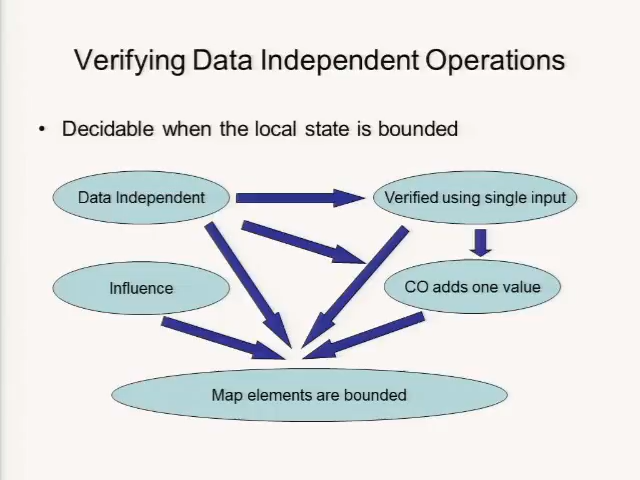 Verifying Data Independent Operations
• Decidable when the local state is bounded
Data Independent
Verified using single input
Influence
CO adds one value
Map elements are bounded